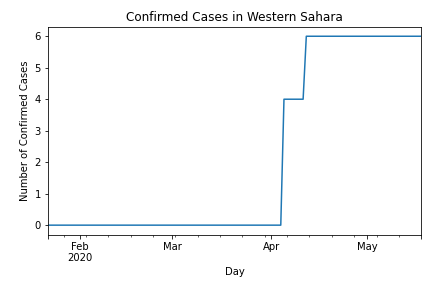 Confirmed Cases in Western Sahara
Number of Confirmed Cases
6
5
4
3
2
1
0
Feb
2020
Mar
Apr
May
Day